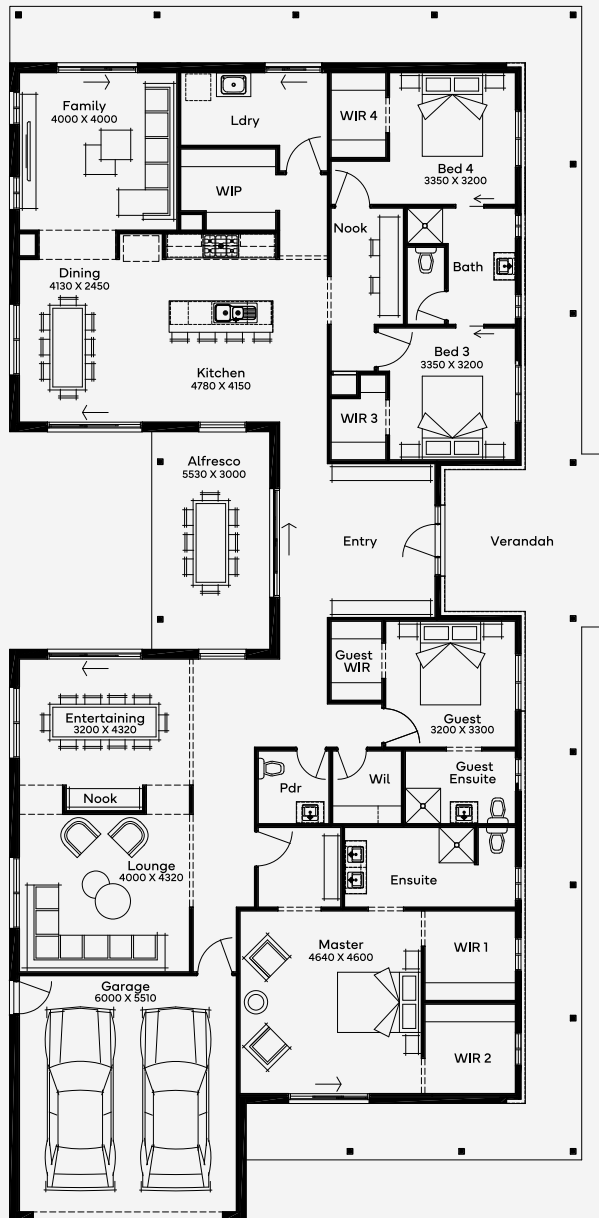 Family
4000 X 4000
Ldry
WIR 4
Bed 4
3350 X 3200
WIP
Nook
Bath
Dining
4130 X 2450
Kitchen
4780 X 4150
Bed 3
3350 X 3200
WIR 3
Alfresco
5530 X 3000
Entry
Verandah
Guest
WIR
Guest
3200 X 3300
Entertaining
3200 X 4320
Nook
Pdr
Wil
Guest
Ensuite
Lounge
4000 X 4320
Ensuite
Master
4640 X 4600
WIR 1
WIR 2
Garage
6000 X 5510